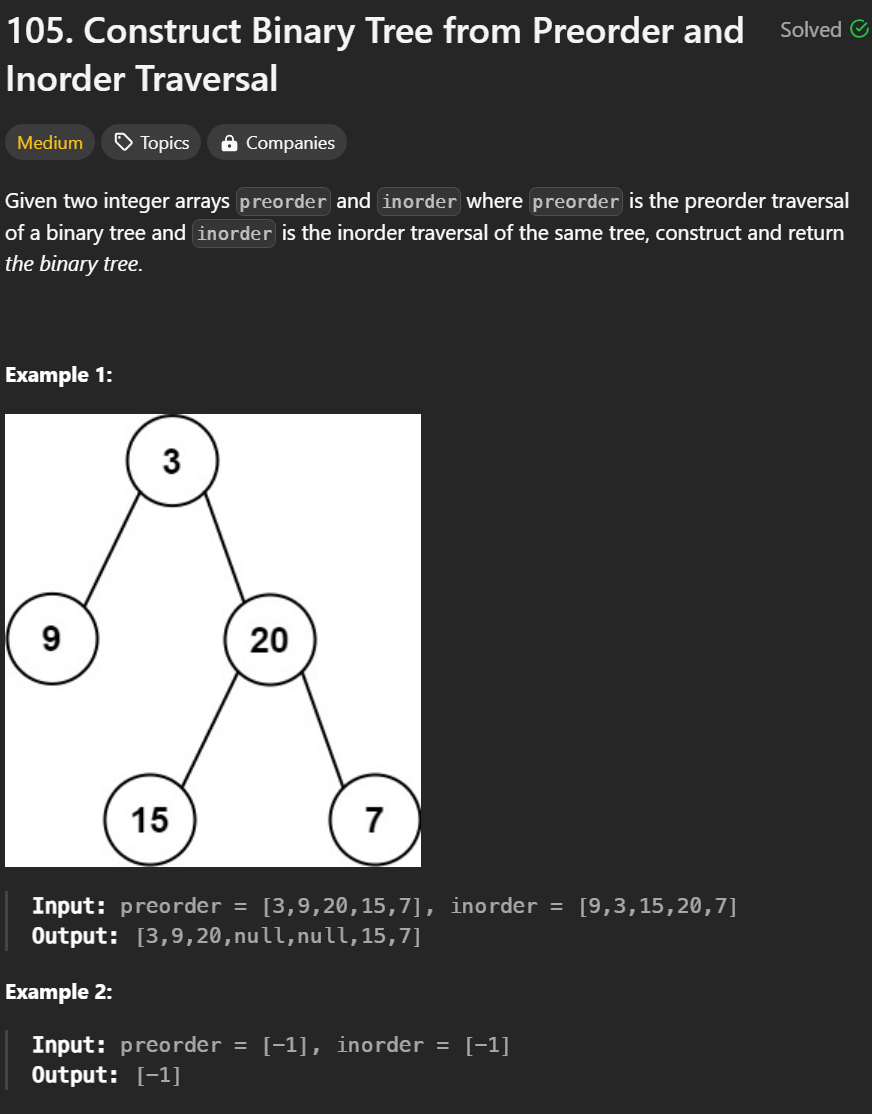 105. Construct Binary Tree from Preorder and
Inorder Traversal
Solved
Medium
Topics
Companies
Given two integer arrays preorder and inorder where preorder is the preorder traversal
of a binary tree and inorder is the inorder traversal of the same tree, construct and return
the binary tree.
Example 1:
3
9
20
15
7
Input: preorder = [3,9,20,15,7], inorder = [9,3,15,20,7]
Output: [3,9,20,null,null,15,7]
Example 2:
Input: preorder = [-1], inorder = [-1]
Output: [-1]